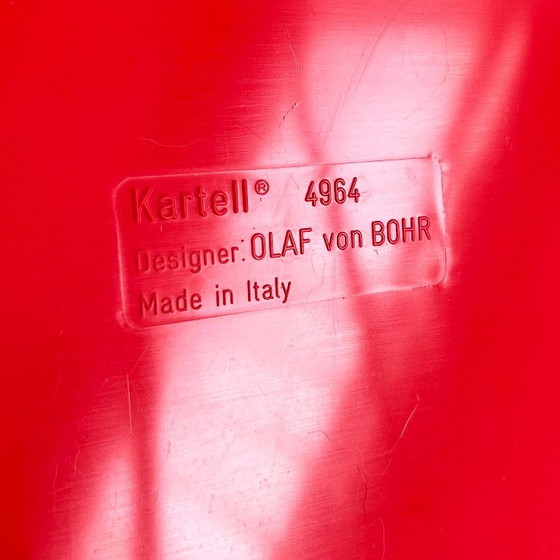 Kartell® 4964
Designer: OLAF von BOHR
Made in Italy